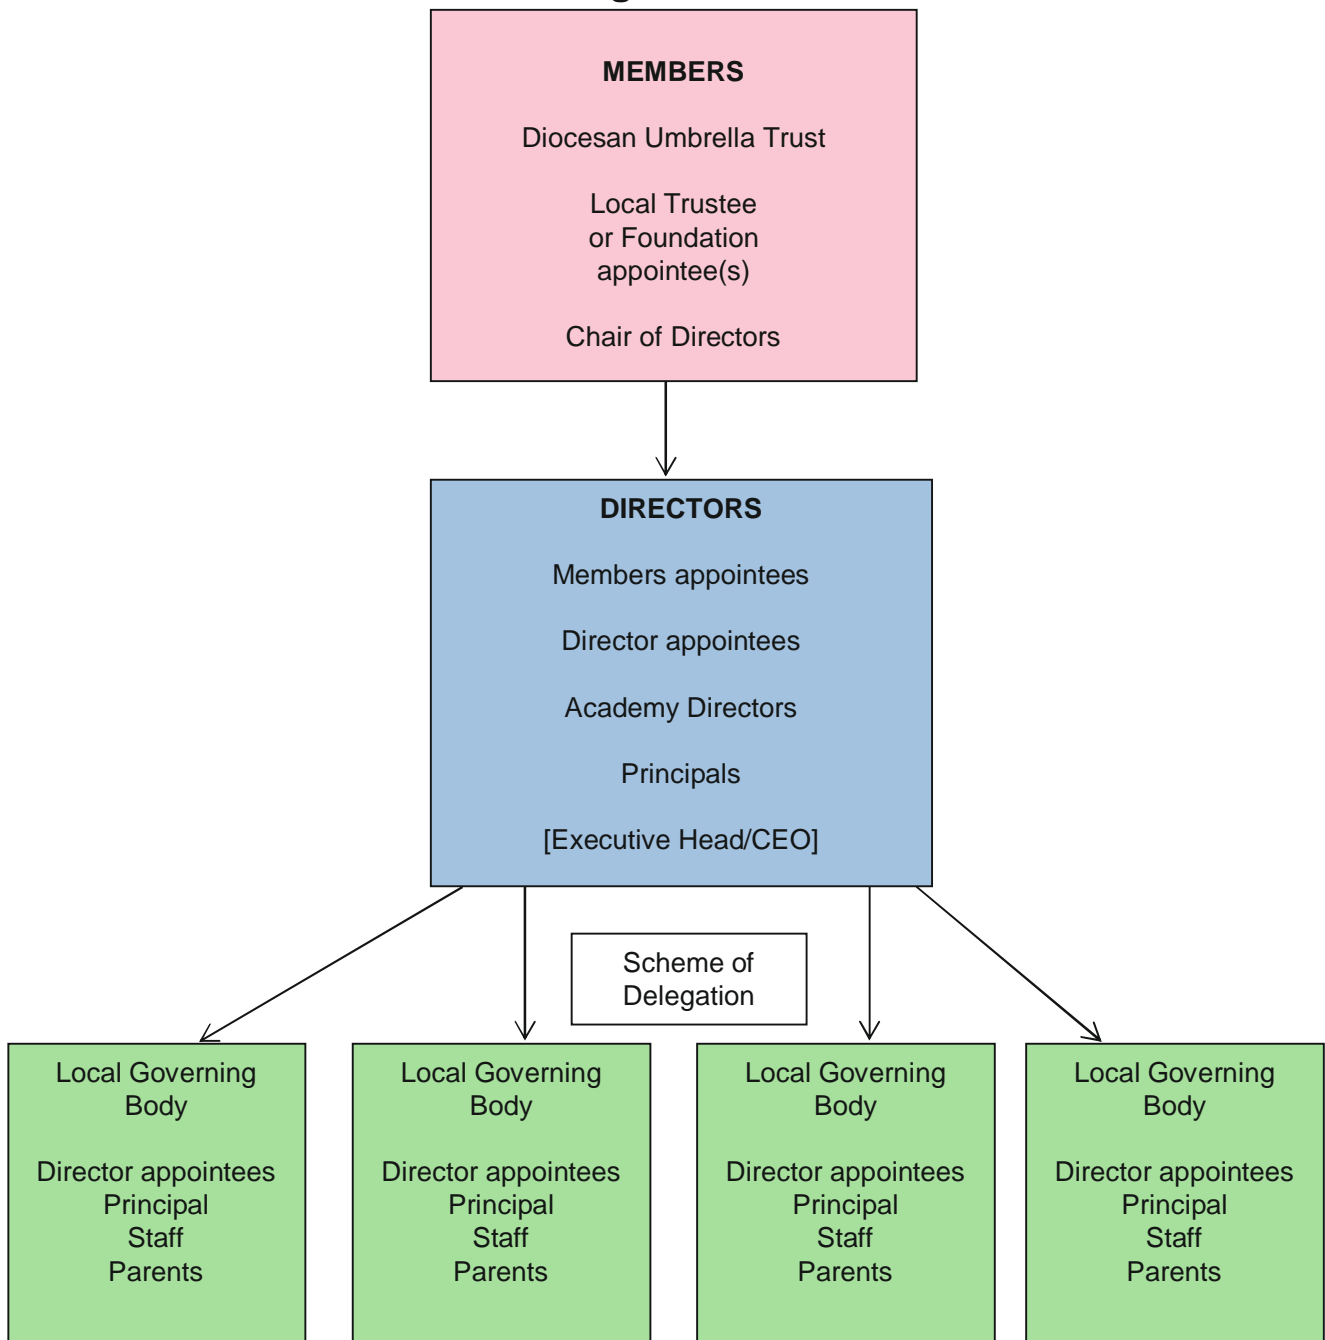 MEMBERS
Diocesan Umbrella Trust
Local Trustee
or Foundation
appointee(s)
Chair of Directors
DIRECTORS
Members appointees
Director appointees
Academy Directors
Principals
[Executive Head/CEO]
Scheme of
Delegation
Local Governing
Body
Director appointees
Principal
Staff
Parents
Local Governing
Body
Director appointees
Principal
Staff
Parents
Local Governing
Body
Director appointees
Principal
Staff
Parents
Local Governing
Body
Director appointees
Principal
Staff
Parents